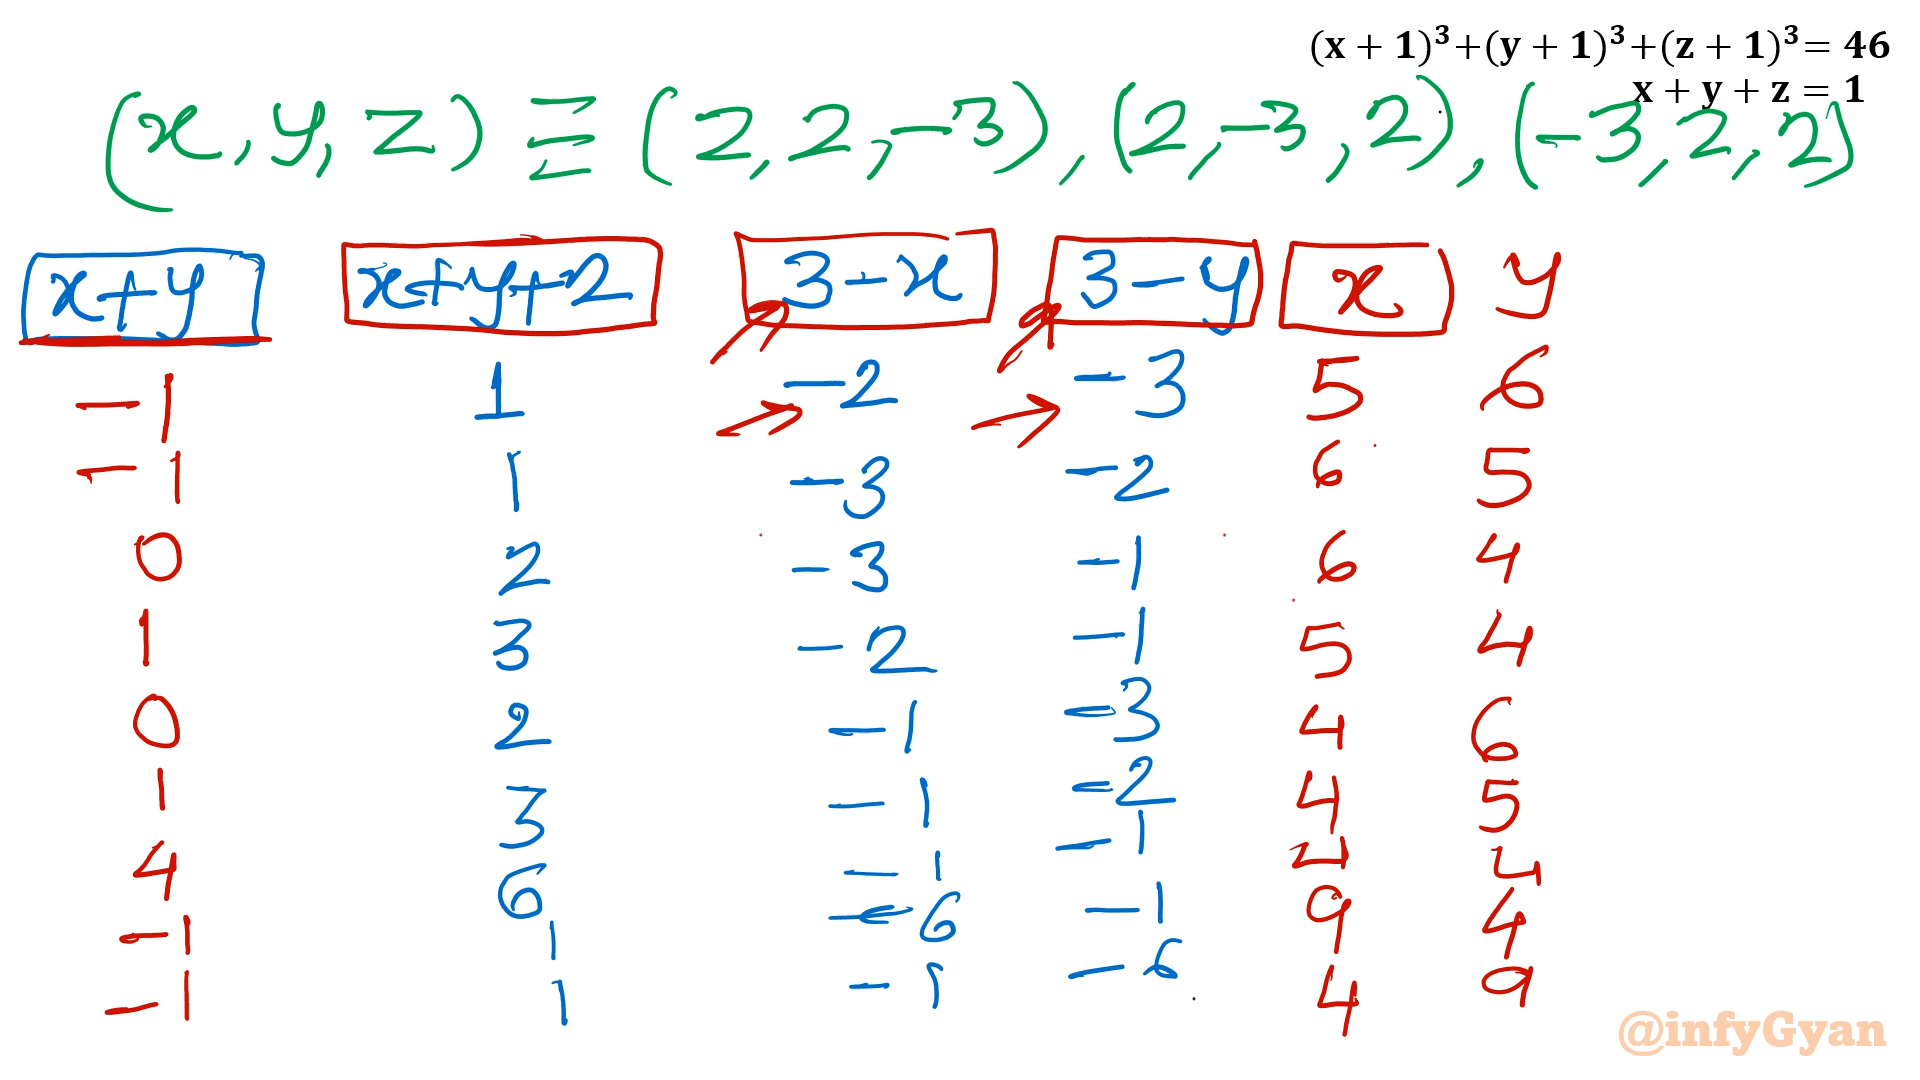 (x + 1)³+(y + 1)³+(z + 1)³= 46
x + y + z = 1
(x, y, z) ≡ (2, 2, -3), (2, -3, 2), (-3, 2, 2)
x+y x+y+2 3-x 3-y x y
-1 1 -2 -3 5 6
-1 1 -3 -2 6 5
0 2 -3 -1 6 4
1 3 -2 -1 5 4
0 2 -1 -3 4 6
1 3 -1 -2 4 5
4 6 -1 -1 4 4
-1 1 -6 -1 9 4
-1 1 -1 -6 4 9
@infyGyan